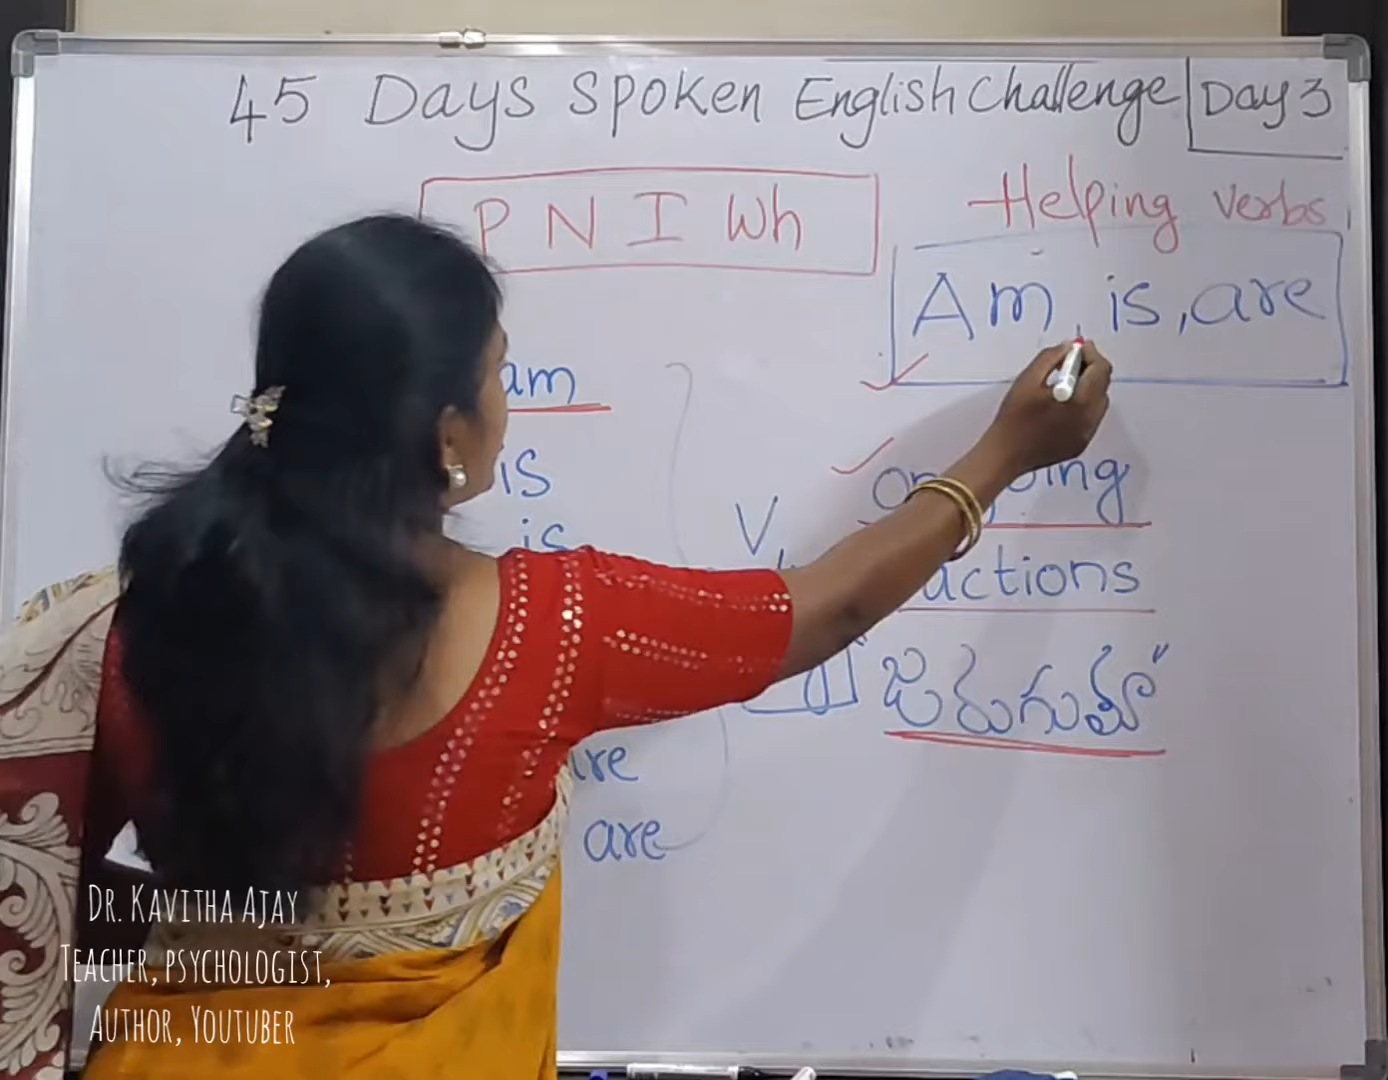 45 Days Spoken English Challenge Day 3
P N I Wh
Helping verbs
Am is, are
am
is
is
ongoing
V
actions
జరుగుతూ"
are
are
DR. KAVITHA AJAY
TEACHER, PSYCHOLOGIST,
AUTHOR, YOUTUBER